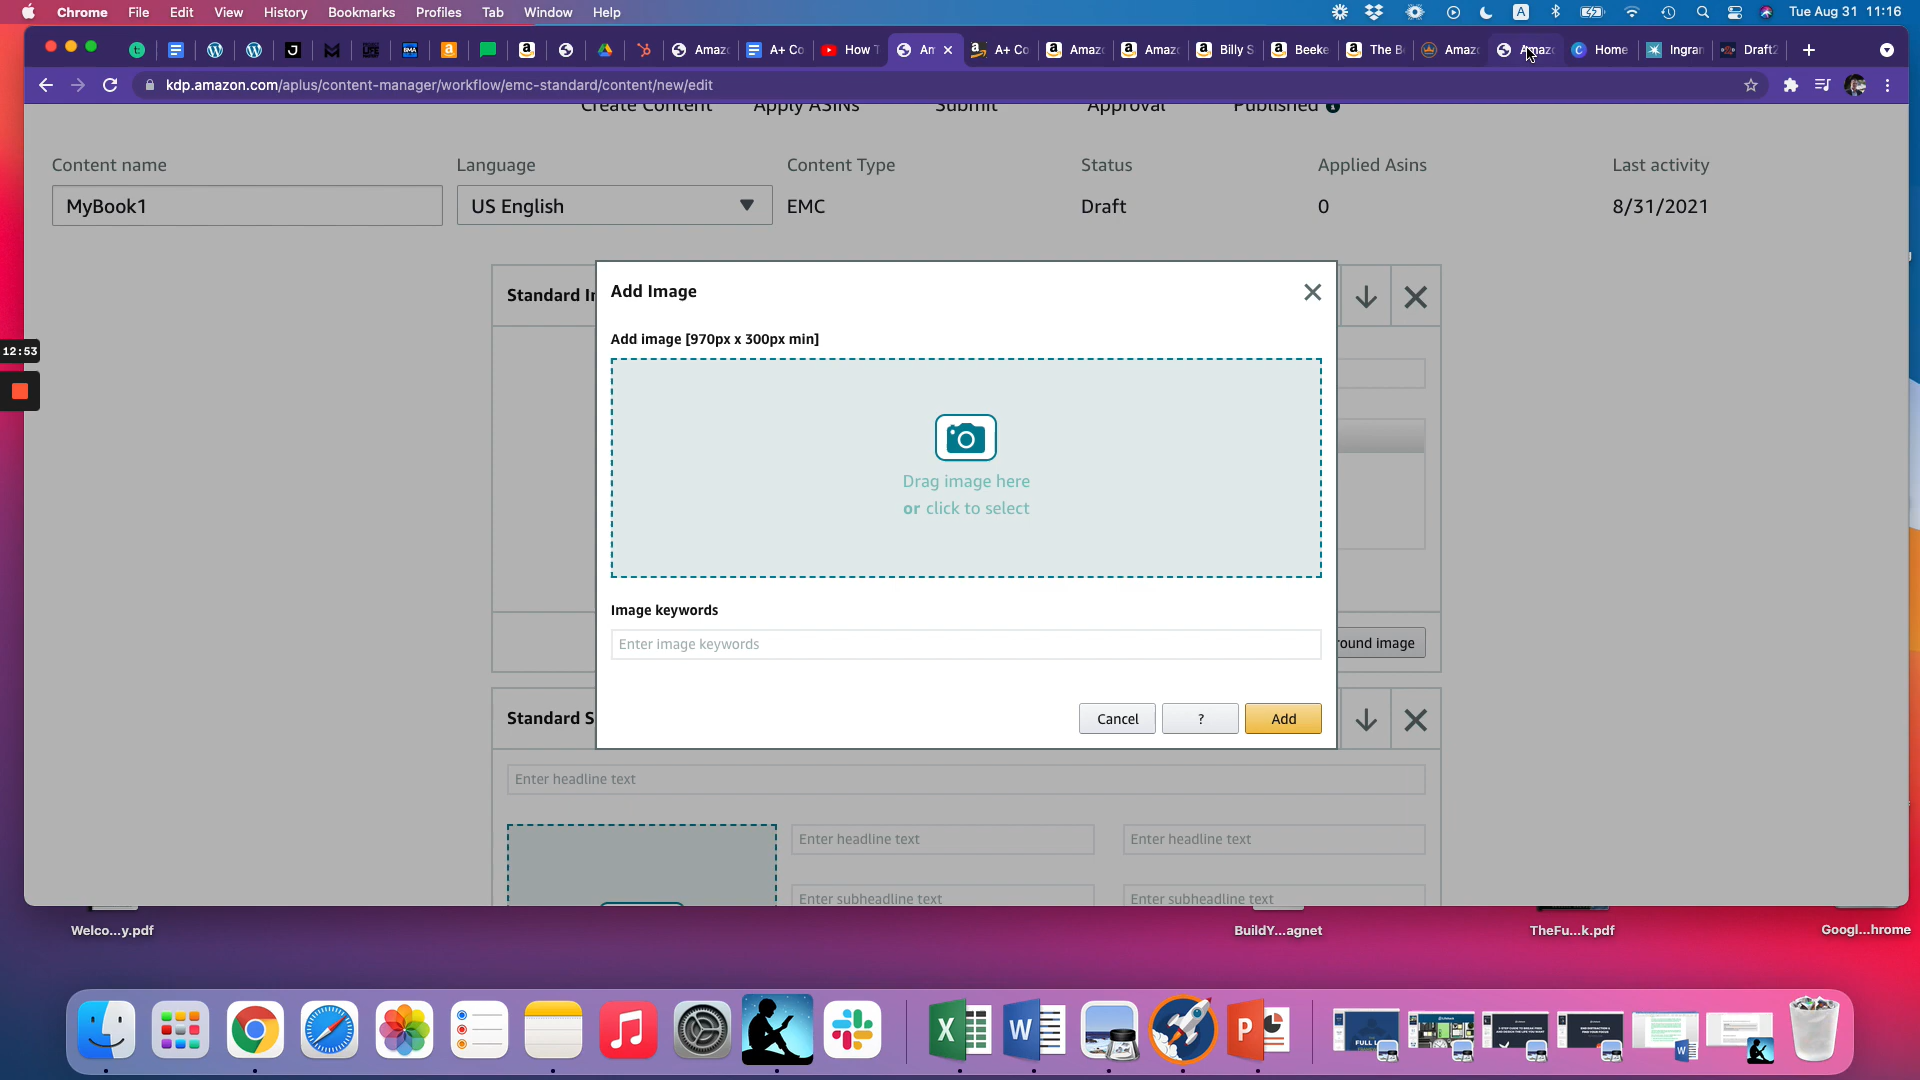 Chrome File Edit View History Bookmarks Profiles Tab Window Help
Tue Aug 31 11:16
Amaz A+ Co How T Am A+ Co Amaz Amaz Billy S Beeke The B Amaz Amaz Home Ingran Draft2
kdp.amazon.com/aplus/content-manager/workflow/emc-standard/content/new/edit
Create Content Apply ASINs Submit Approval Published
Content name Language Content Type Status Applied Asins Last activity
MyBook1 US English EMC Draft 0 8/31/2021
Standard I
Add Image
12:53
Add image [970px x 300px min]
Drag image here
or click to select
Image keywords
Enter image keywords
ound image
Cancel ? Add
Standard S
Enter headline text
Enter headline text Enter headline text
Enter subheadline text Enter subheadline text
Welco...y.pdf BuildY...agnet TheFu...k.pdf Googl...hrome